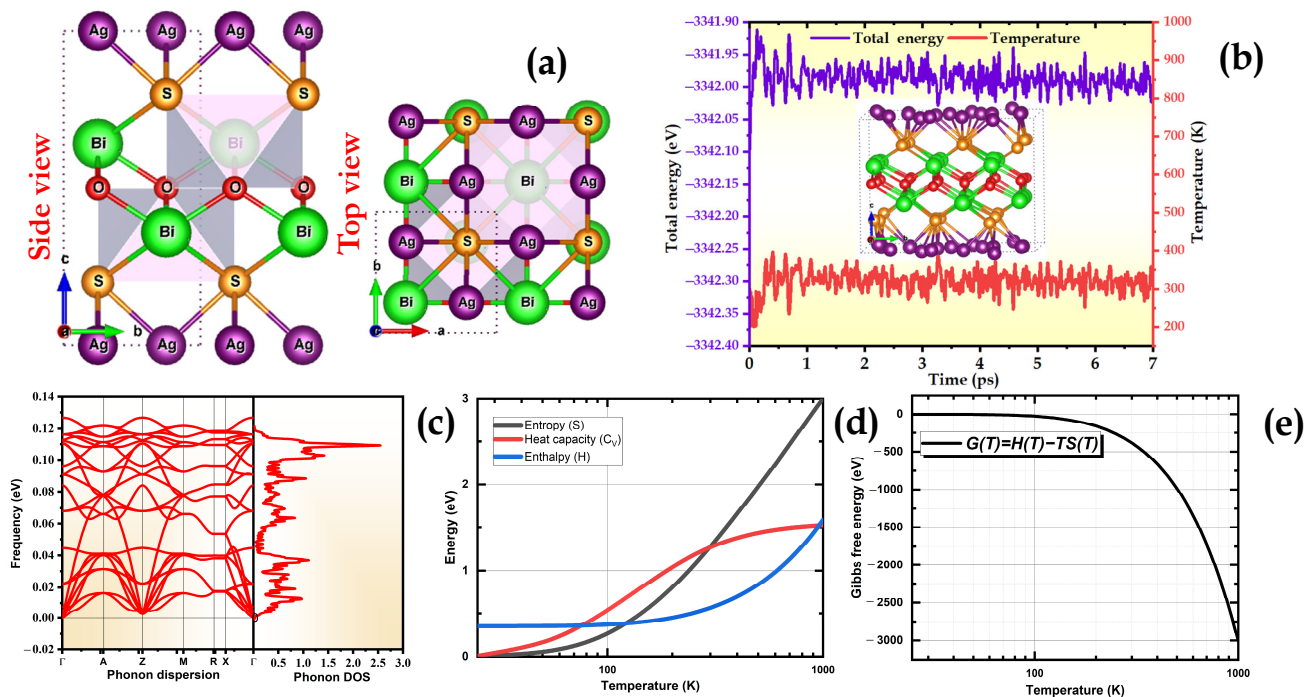 (a)
Side view
Ag Ag Ag Ag
S S
Bi Bi
O O O O
Bi Bi
S S
Ag Ag Ag Ag
c
a b
Top view
Ag S Ag S
Bi Ag Bi Ag
Ag S Ag S
Bi Ag Bi Ag
b
c a
(b)
Total energy Temperature
Total energy (eV)
−3341.90
−3341.95
−3342.00
−3342.05
−3342.10
−3342.15
−3342.20
−3342.25
−3342.30
−3342.35
−3342.40
Temperature (K)
1000
900
800
700
600
500
400
300
200
c
a b
0 1 2 3 4 5 6 7
Time (ps)
(c)
Frequency (eV)
0.14
0.12
0.10
0.08
0.06
0.04
0.02
0.00
−0.02
Γ A Z M R X Γ 0.5 1.0 1.5 2.0 2.5 3.0
Phonon dispersion Phonon DOS
(d)
Energy (eV)
3
2
1
0
Entropy (S)
Heat capacity (CV)
Enthalpy (H)
100 1000
Temperature (K)
(e)
Gibbs free energy (eV)
0
−500
−1000
−1500
−2000
−2500
−3000
G(T)=H(T)−TS(T)
100 1000
Temperature (K)